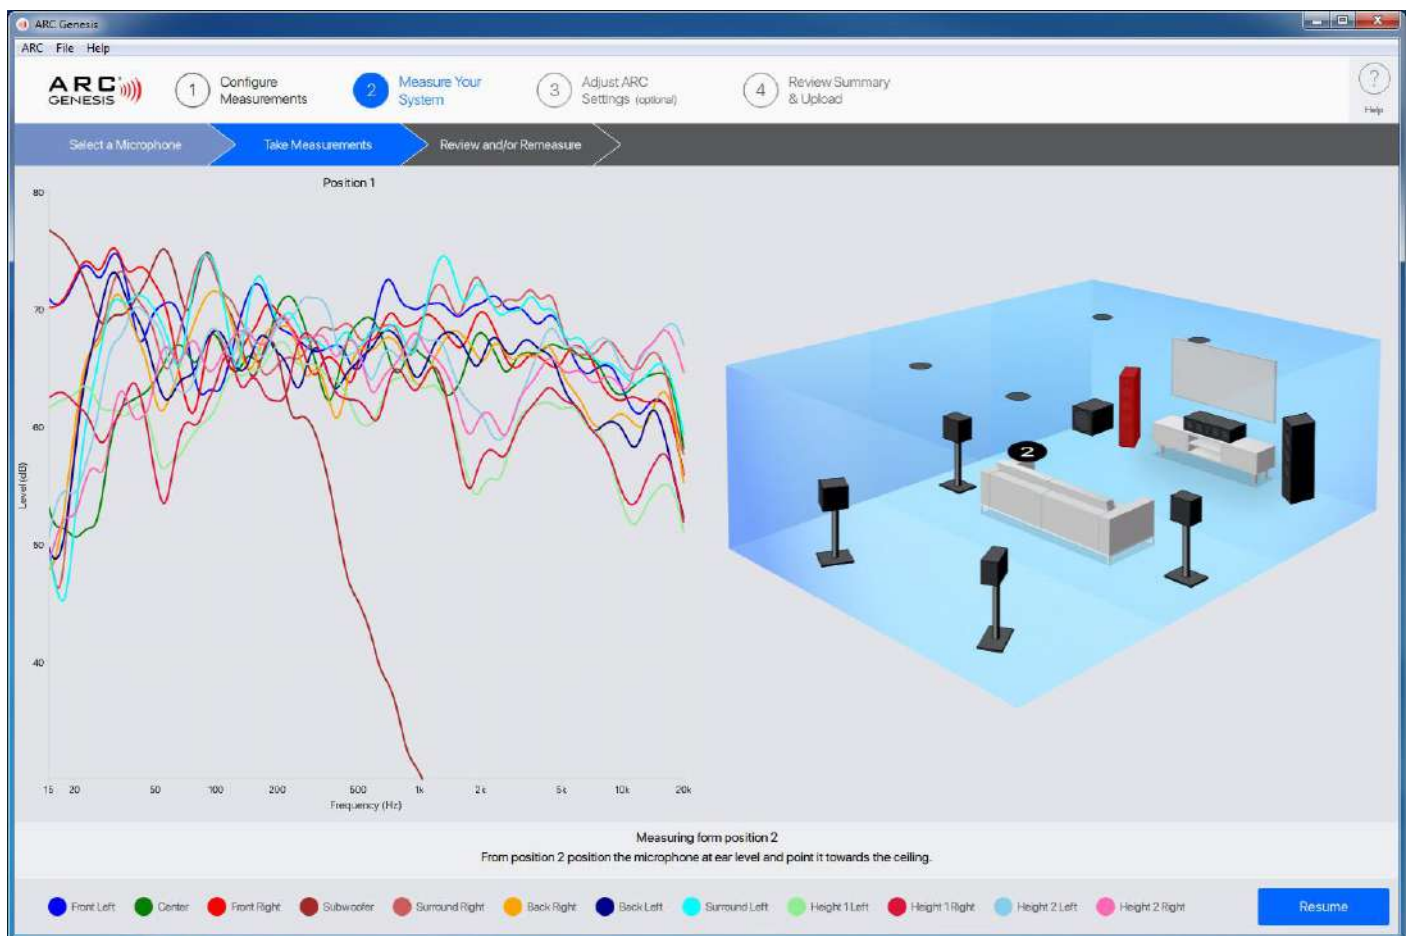 ARC Genesis
ARC File Help
ARC GENESIS
1 Configure Measurements
2 Measure Your System
3 Adjust ARC Settings (optional)
4 Review Summary & Upload
?
Help
Select a Microphone
Take Measurements
Review and/or Remeasure
Position 1
80
70
60
50
40
Level (dB)
15 20 50 100 200 500 1k 2k 5k 10k 20k
Frequency (Hz)
2
Measuring form position 2
From position 2 position the microphone at ear level and point it towards the ceiling.
Front Left Center Front Right Subwoofer Surround Right Back Right Back Left Surround Left Height 1 Left Height 1 Right Height 2 Left Height 2 Right
Resume